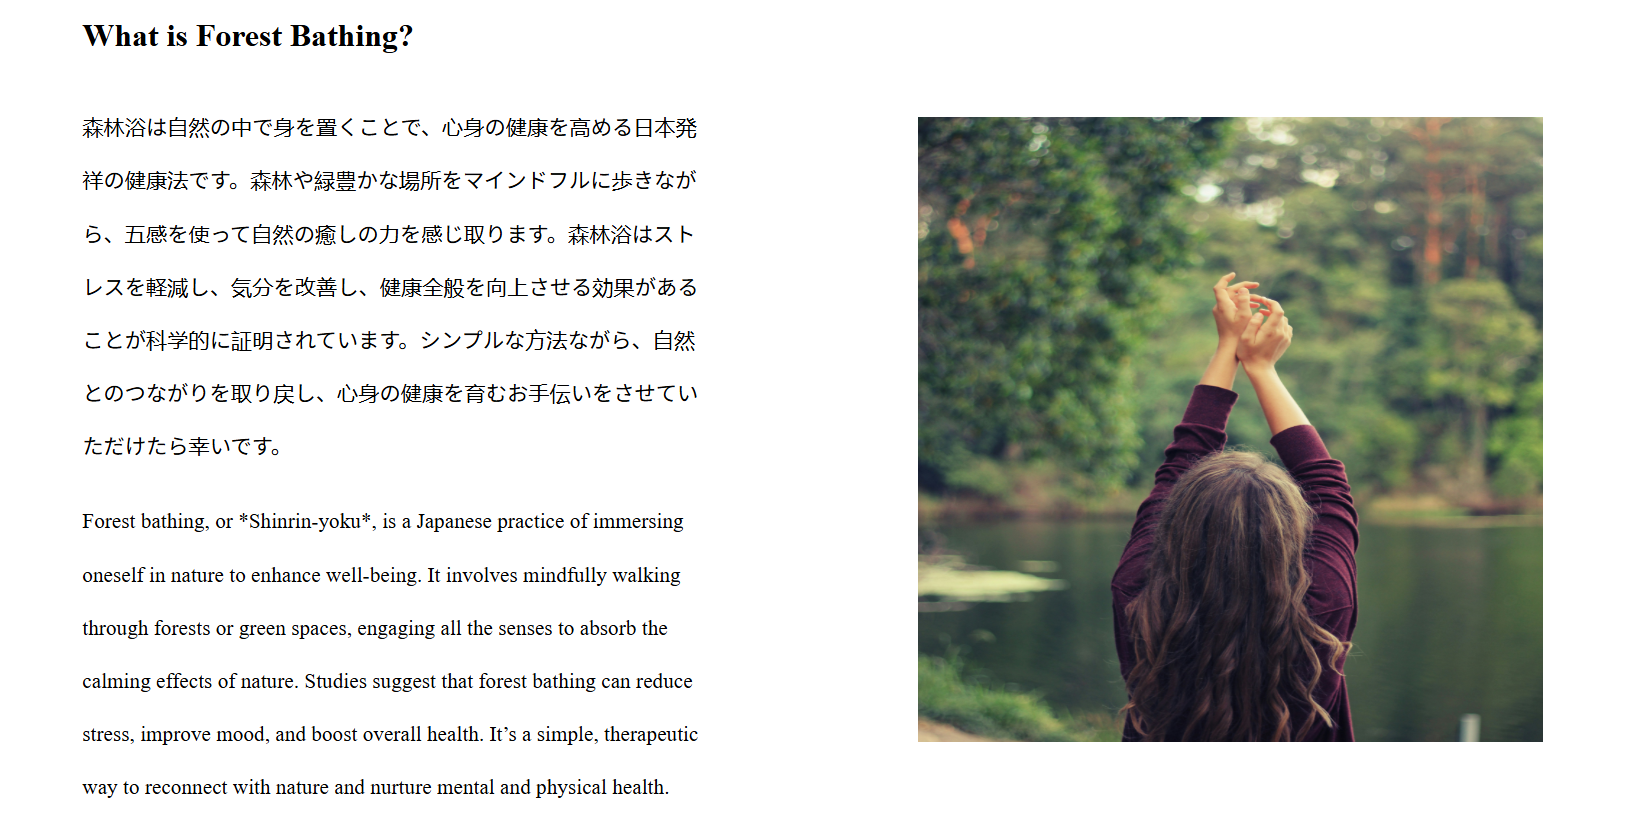 What is Forest Bathing?
森林浴は自然の中で身を置くことで、心身の健康を高める日本発
祥の健康法です。森林や緑豊かな場所をマインドフルに歩きなが
ら、五感を使って自然の癒しの力を感じ取ります。森林浴はスト
レスを軽減し、気分を改善し、健康全般を向上させる効果がある
ことが科学的に証明されています。シンプルな方法ながら、自然
とのつながりを取り戻し、心身の健康を育むお手伝いをさせてい
ただけたら幸いです。
Forest bathing, or *Shinrin-yoku*, is a Japanese practice of immersing
oneself in nature to enhance well-being. It involves mindfully walking
through forests or green spaces, engaging all the senses to absorb the
calming effects of nature. Studies suggest that forest bathing can reduce
stress, improve mood, and boost overall health. It’s a simple, therapeutic
way to reconnect with nature and nurture mental and physical health.